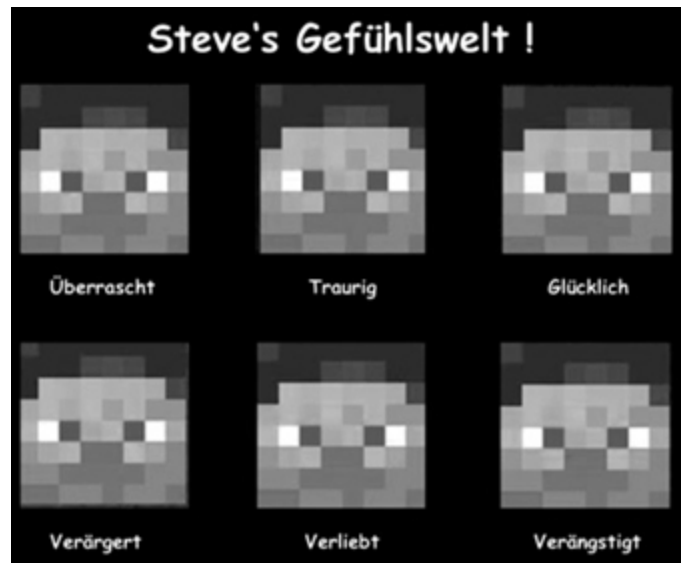 Steve's Gefühlswelt !
Überrascht
Traurig
Glücklich
Verärgert
Verliebt
Verängstigt